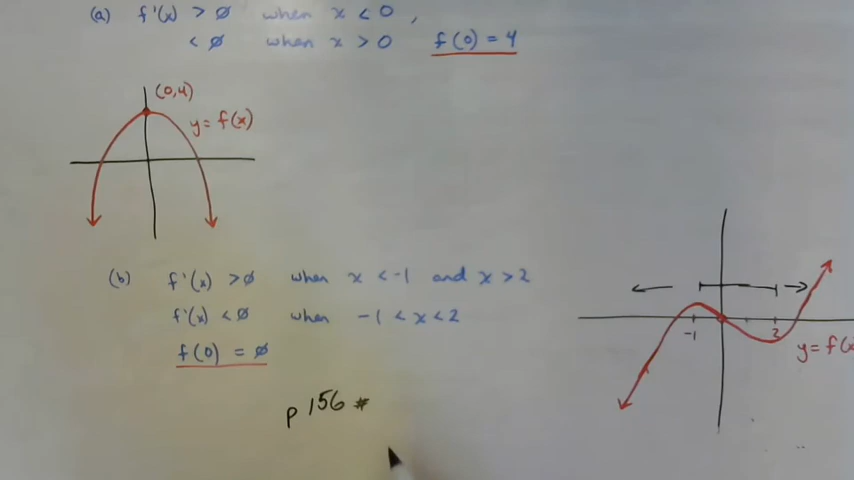 (a) f'(x) > 0 when x < 0 ,
< 0 when x > 0 f(0) = 4
(0,4)
y = f(x)
(b) f'(x) > 0 when x < -1 and x > 2
f'(x) < 0 when -1 < x < 2
f(0) = 0
-1 2
y = f(x
p 156 #